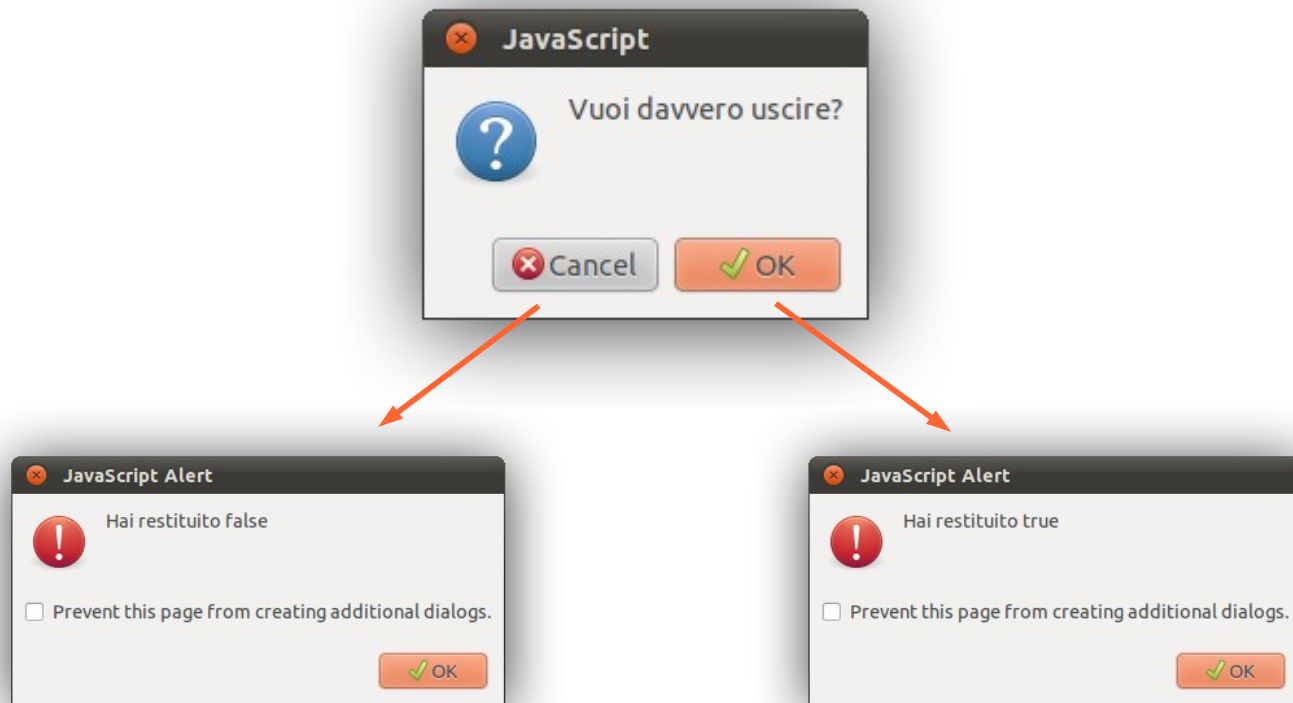 JavaScript
Vuoi davvero uscire?
Cancel
OK
JavaScript Alert
Hai restituito false
Prevent this page from creating additional dialogs.
OK
JavaScript Alert
Hai restituito true
Prevent this page from creating additional dialogs.
OK